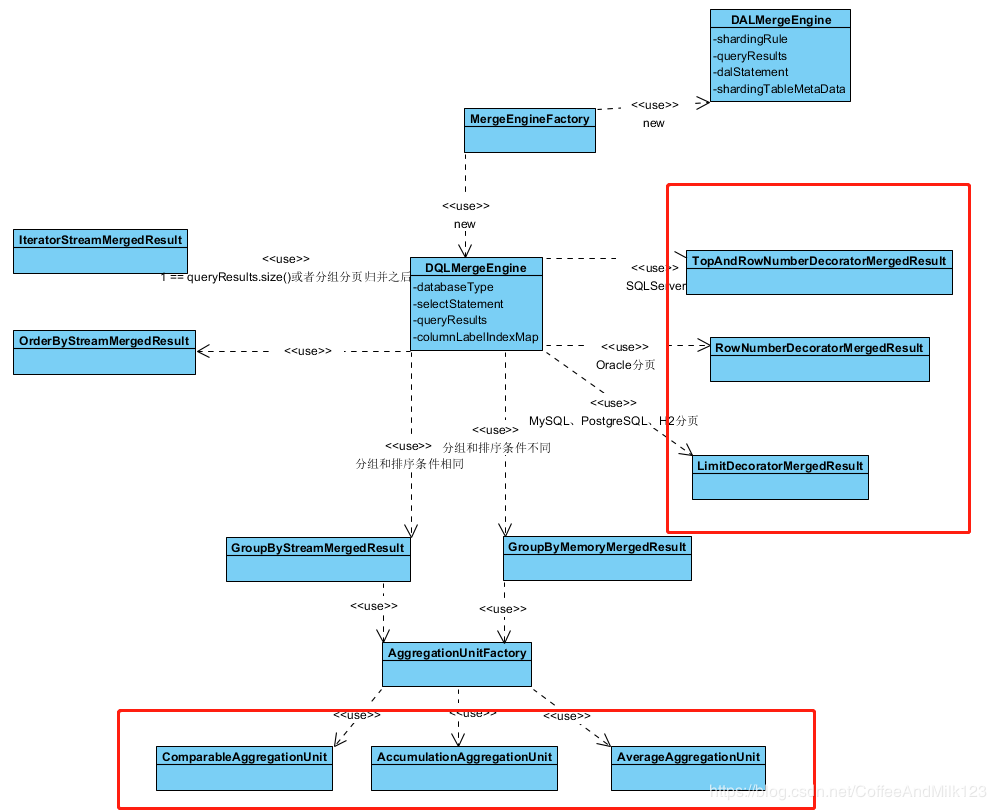 DALMergeEngine
-shardingRule
-queryResults
-dalStatement
-shardingTableMetaData
<<use>>
new
MergeEngineFactory
<<use>>
new
IteratorStreamMergedResult
<<use>>
1 == queryResults.size()或者分组分页归并之后
DQLMergeEngine
-databaseType
-selectStatement
-queryResults
-columnLabelIndexMap
<<use>>
SQLServer
TopAndRowNumberDecoratorMergedResult
OrderByStreamMergedResult
<<use>>
<<use>>
Oracle分页
RowNumberDecoratorMergedResult
<<use>>
MySQL、PostgreSQL、H2分页
LimitDecoratorMergedResult
<<use>>
分组和排序条件相同
<<use>>
分组和排序条件不同
GroupByStreamMergedResult
GroupByMemoryMergedResult
<<use>>
<<use>>
AggregationUnitFactory
<<use>>
<<use>>
<<use>>
ComparableAggregationUnit
AccumulationAggregationUnit
AverageAggregationUnit
https://blog.csdn.net/CoffeeAndMilk123